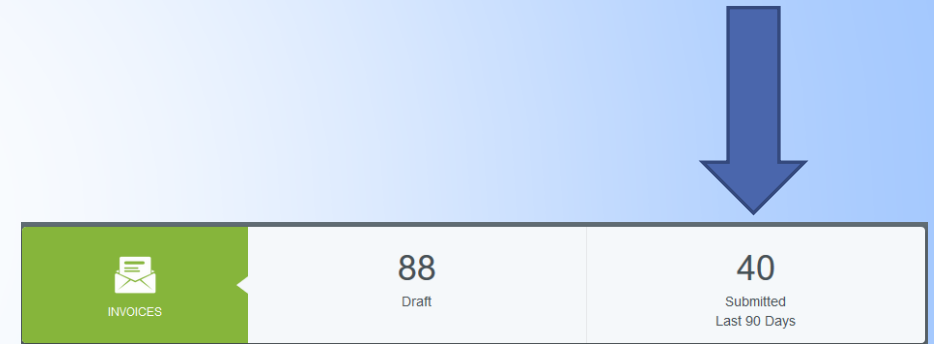 INVOICES
88
Draft
40
Submitted
Last 90 Days